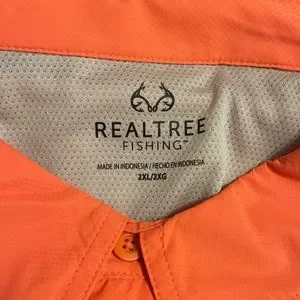 REALTREE
FISHING™
MADE IN INDONESIA / HECHO EN INDONESIA
2XL/2XG